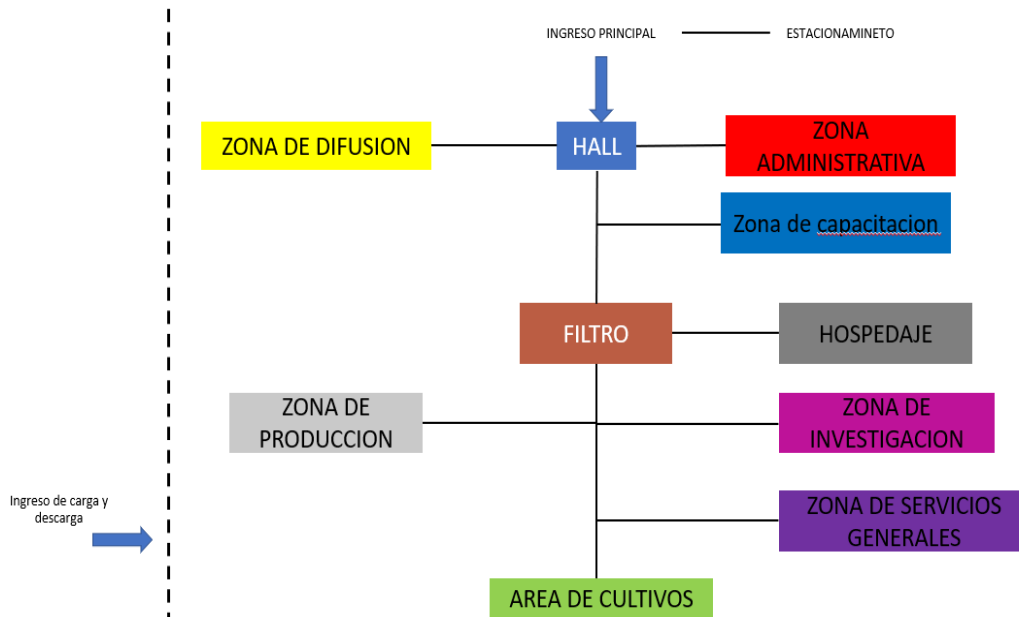 INGRESO PRINCIPAL
ESTACIONAMINETO
ZONA DE DIFUSION
HALL
ZONA
ADMINISTRATIVA
Zona de capacitacion
FILTRO
HOSPEDAJE
ZONA DE
PRODUCCION
ZONA DE
INVESTIGACION
Ingreso de carga y
descarga
ZONA DE SERVICIOS
GENERALES
AREA DE CULTIVOS